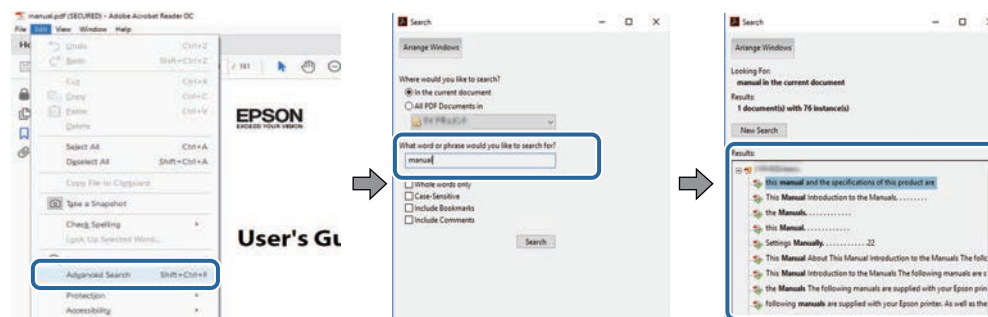 manual.pdf (SECURED) - Adobe Acrobat Reader DC
File Edit View Window Help
Undo Ctrl+Z
Redo Shift+Ctrl+Z
Cut Ctrl+X
Copy Ctrl+C
Paste Ctrl+V
Delete
Select All Ctrl+A
Deselect All Shift+Ctrl+A
Copy File to Clipboard
Take a Snapshot
Check Spelling
Look Up Selected Word...
Advanced Search Shift+Ctrl+F
Protection
Accessibility
/ 181
EPSON
EXCEED YOUR VISION
User's Gu
Search
Arrange Windows
Where would you like to search?
In the current document
All PDF Documents in
What word or phrase would you like to search for?
manual
Whole words only
Case-Sensitive
Include Bookmarks
Include Comments
Search
Search
Arrange Windows
Looking For:
manual in the current document
Results:
1 document(s) with 76 instance(s)
New Search
Results:
this manual and the specifications of this product are
This Manual Introduction to the Manuals.........
the Manuals............
this Manual............
Settings Manually............22
This Manual About This Manual Introduction to the Manuals The follo
This Manual Introduction to the Manuals The following manuals are s
the Manuals The following manuals are supplied with your Epson prin
following manuals are supplied with your Epson printer. As well as the